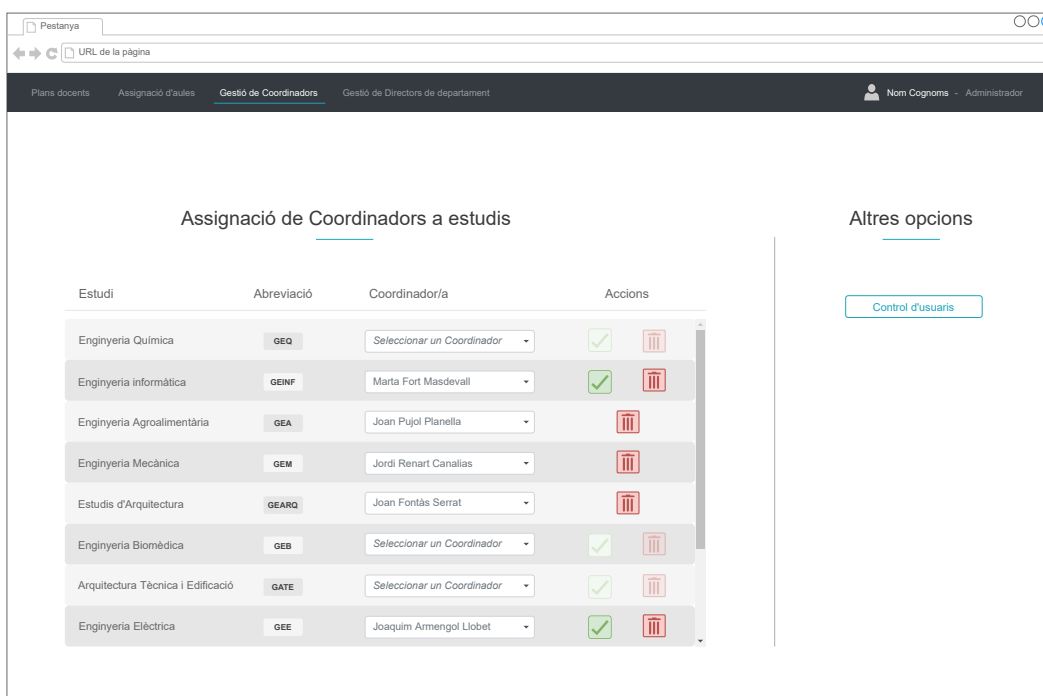 Pestanya
URL de la pàgina
Plans docents Assignació d'aules Gestió de Coordinadors Gestió de Directors de departament Nom Cognoms - Administrador
Assignació de Coordinadors a estudis Altres opcions
Estudi Abreviació Coordinador/a Accions
Control d'usuaris
Enginyeria Química GEQ Seleccionar un Coordinador
Enginyeria informàtica GEINF Marta Fort Masdevall
Enginyeria Agroalimentària GEA Joan Pujol Planella
Enginyeria Mecànica GEM Jordi Renart Canalias
Estudis d'Arquitectura GEARQ Joan Fontàs Serrat
Enginyeria Biomèdica GEB Seleccionar un Coordinador
Arquitectura Tècnica i Edificació GATE Seleccionar un Coordinador
Enginyeria Elèctrica GEE Joaquim Armengol Llobet